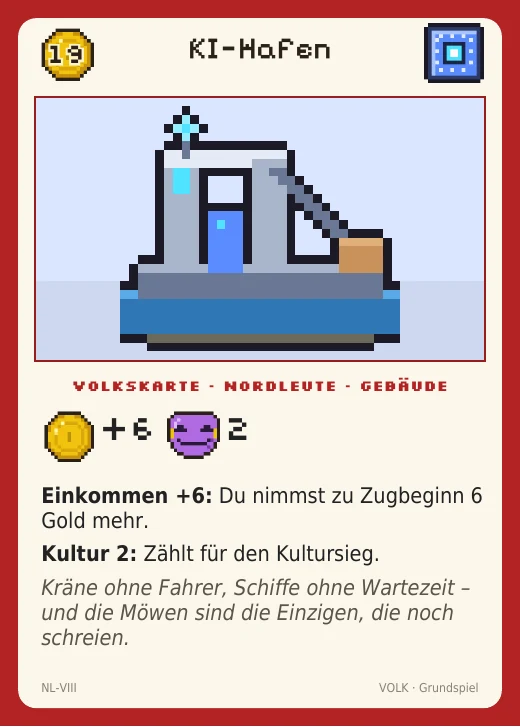 19
KI-Hafen
VOLKSKARTE - NORDLEUTE - GEBÄUDE
+6 2
Einkommen +6: Du nimmst zu Zugbeginn 6
Gold mehr.
Kultur 2: Zählt für den Kultursieg.
Kräne ohne Fahrer, Schiffe ohne Wartezeit –
und die Möwen sind die Einzigen, die noch
schreien.
NL-VIII
VOLK · Grundspiel